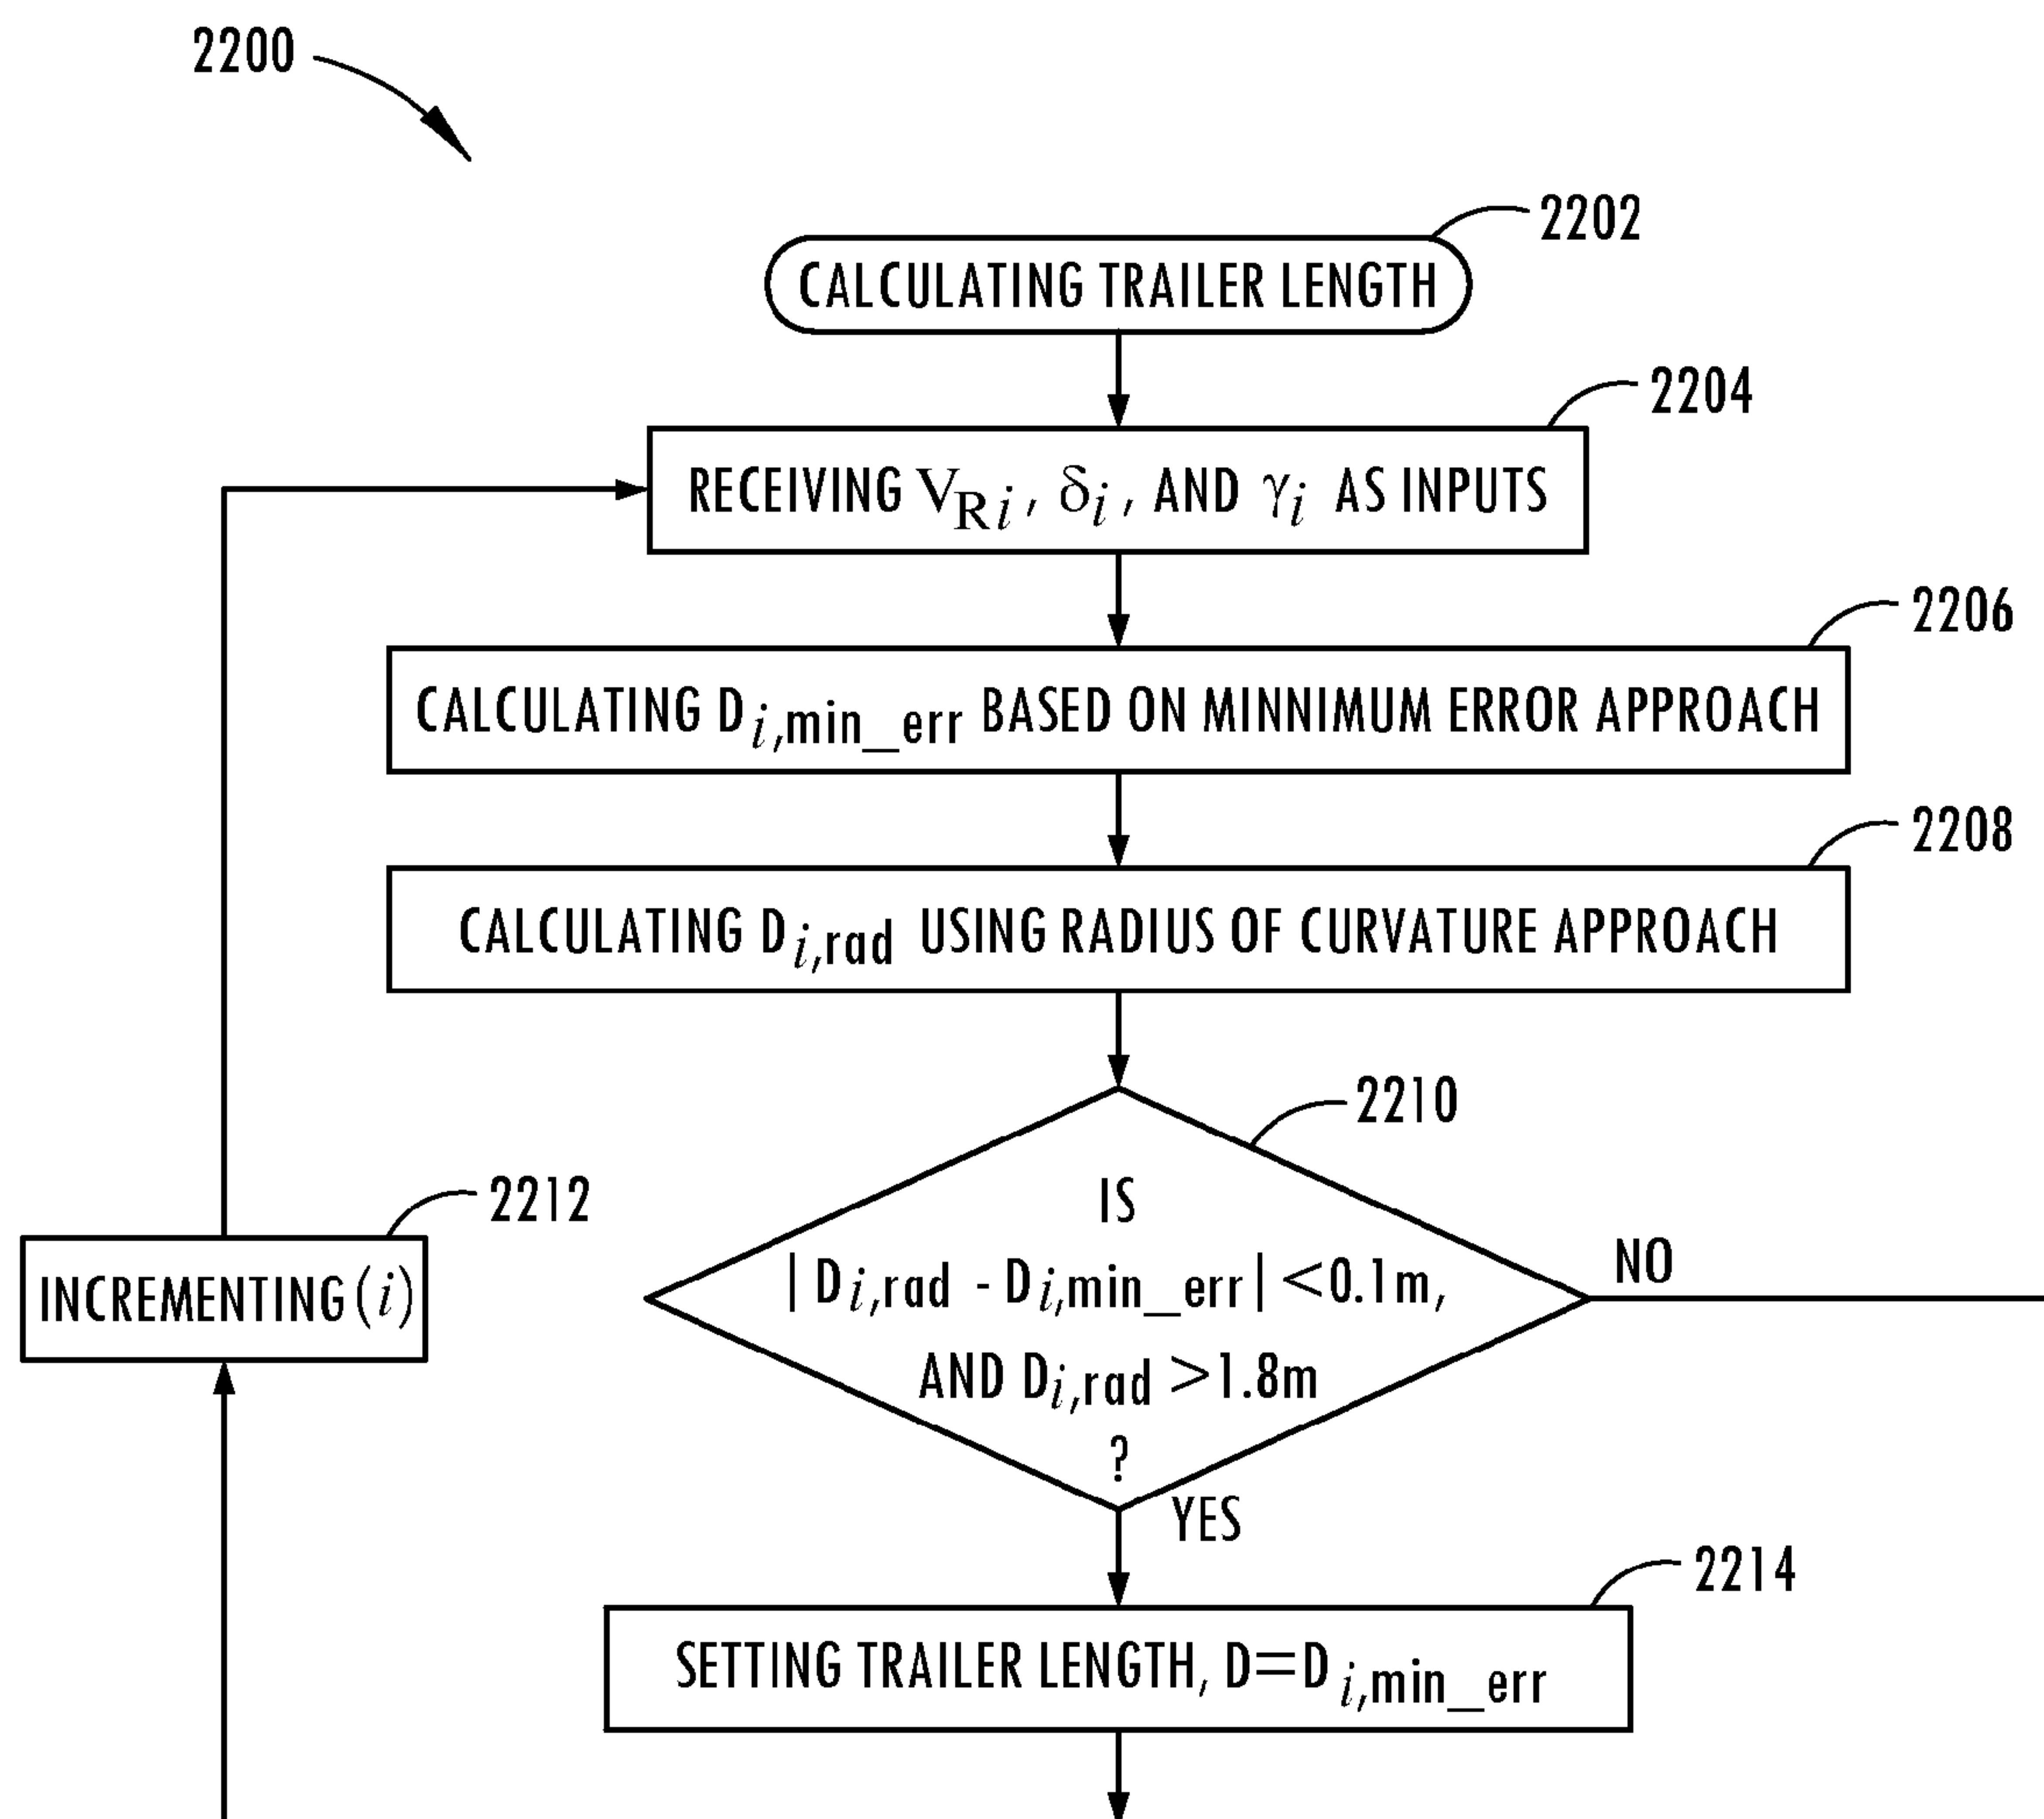 2200
2202
CALCULATING TRAILER LENGTH
2204
RECEIVING V_Ri, δ_i, AND γ_i AS INPUTS
2206
CALCULATING D_i,min_err BASED ON MINNIMUM ERROR APPROACH
2208
CALCULATING D_i,rad USING RADIUS OF CURVATURE APPROACH
2210
IS
|D_i,rad - D_i,min_err| <0.1m,
AND D_i,rad >1.8m
?
NO
YES
2212
INCREMENTING (i)
2214
SETTING TRAILER LENGTH, D=D_i,min_err